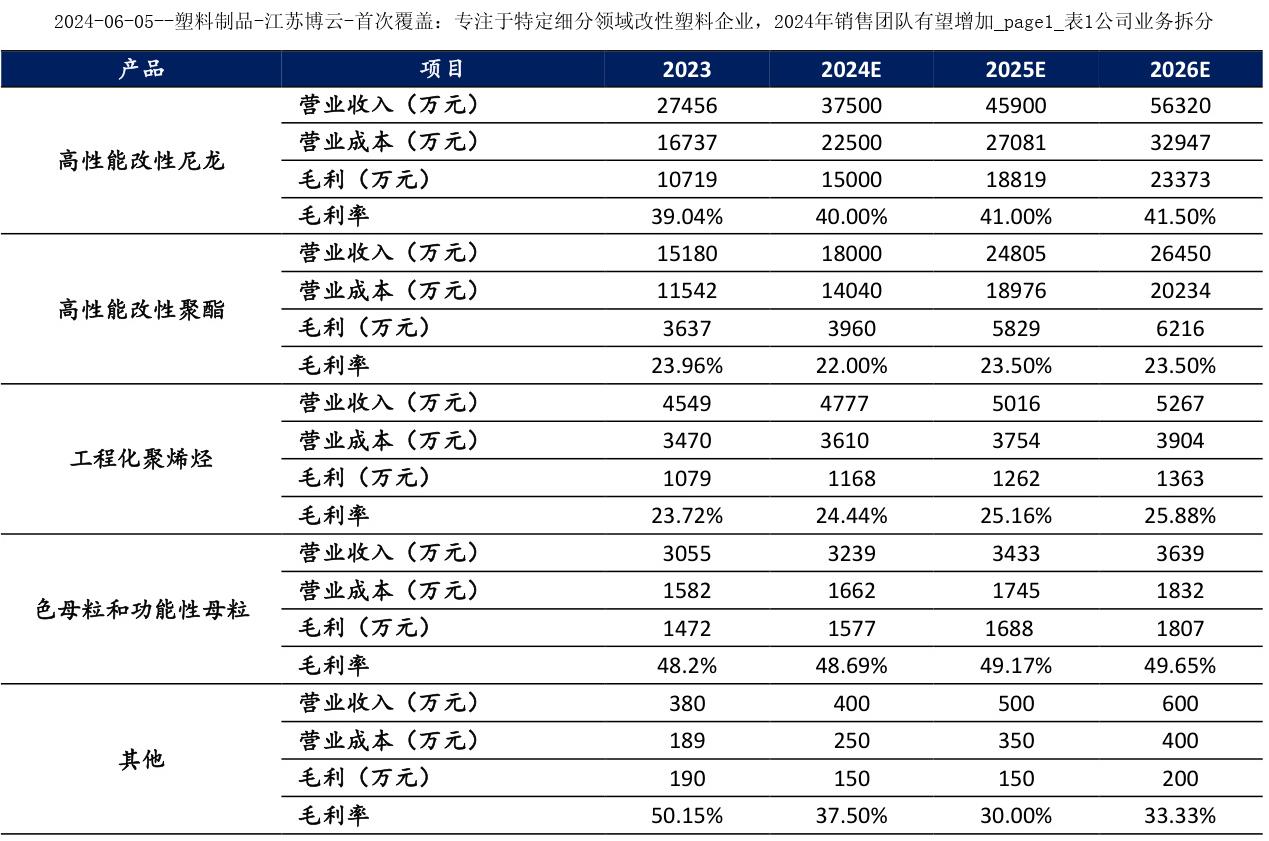 2024-06-05--塑料制品-江苏博云-首次覆盖：专注于特定细分领域改性塑料企业，2024年销售团队有望增加_page1_表1公司业务拆分
产品 项目 2023 2024E 2025E 2026E
高性能改性尼龙
营业收入（万元） 27456 37500 45900 56320
营业成本（万元） 16737 22500 27081 32947
毛利（万元） 10719 15000 18819 23373
毛利率 39.04% 40.00% 41.00% 41.50%
高性能改性聚酯
营业收入（万元） 15180 18000 24805 26450
营业成本（万元） 11542 14040 18976 20234
毛利（万元） 3637 3960 5829 6216
毛利率 23.96% 22.00% 23.50% 23.50%
工程化聚烯烃
营业收入（万元） 4549 4777 5016 5267
营业成本（万元） 3470 3610 3754 3904
毛利（万元） 1079 1168 1262 1363
毛利率 23.72% 24.44% 25.16% 25.88%
色母粒和功能性母粒
营业收入（万元） 3055 3239 3433 3639
营业成本（万元） 1582 1662 1745 1832
毛利（万元） 1472 1577 1688 1807
毛利率 48.2% 48.69% 49.17% 49.65%
其他
营业收入（万元） 380 400 500 600
营业成本（万元） 189 250 350 400
毛利（万元） 190 150 150 200
毛利率 50.15% 37.50% 30.00% 33.33%